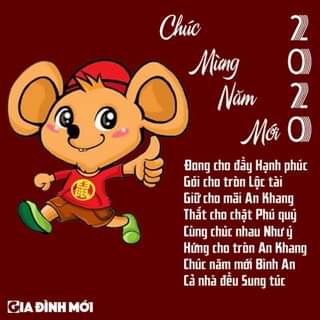 Chúc
Mừng
Năm
Mới
2020
鼠
Đong cho đầy Hạnh phúc
Gói cho tròn Lộc tài
Giữ cho mãi An Khang
Thắt cho chặt Phú quý
Cùng chúc nhau Như ý
Hứng cho tròn An Khang
Chúc năm mới Bình An
Cả nhà đều Sung túc
GIA ĐÌNH MỚI